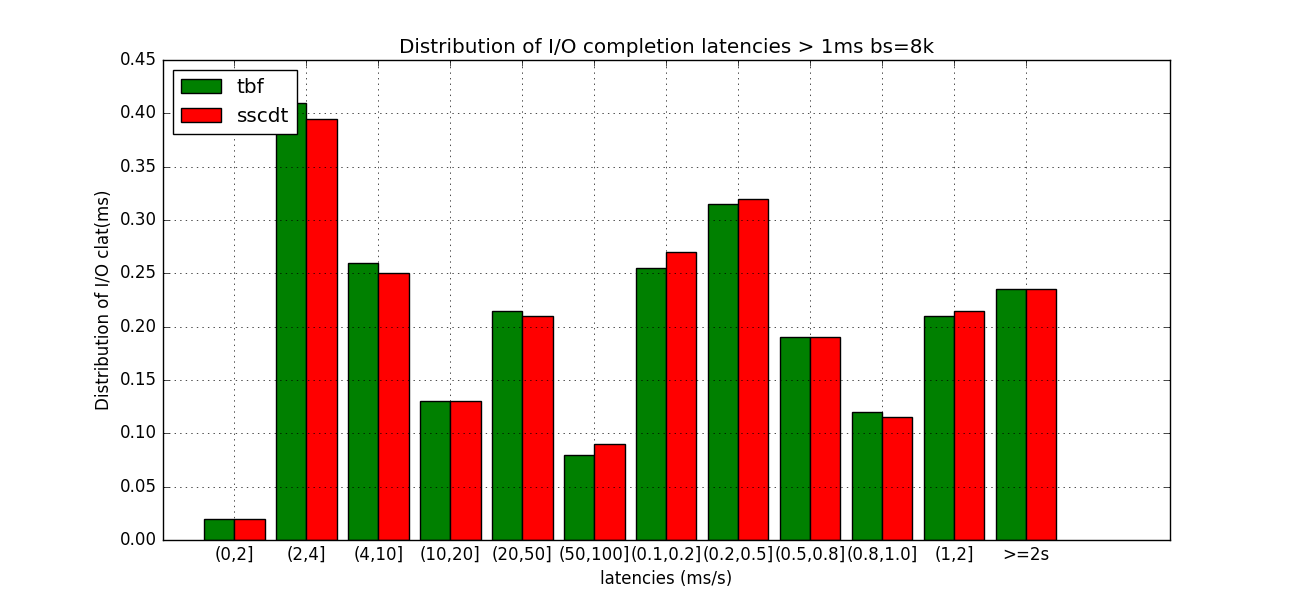 Distribution of I/O completion latencies > 1ms bs=8k
0.45
0.40
0.35
0.30
0.25
0.20
0.15
0.10
0.05
0.00
Distribution of I/O clat(ms)
tbf
sscdt
(0,2] (2,4] (4,10] (10,20] (20,50] (50,100] (0.1,0.2] (0.2,0.5] (0.5,0.8] (0.8,1.0] (1,2] >=2s
latencies (ms/s)